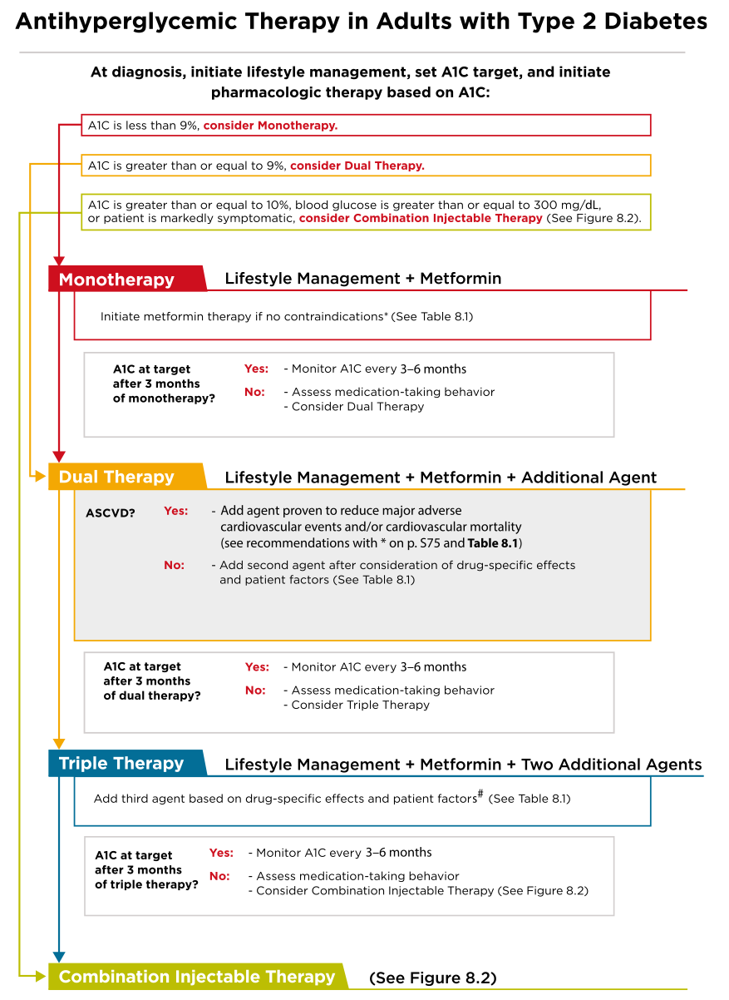 Antihyperglycemic Therapy in Adults with Type 2 Diabetes
At diagnosis, initiate lifestyle management, set A1C target, and initiate
pharmacologic therapy based on A1C:
A1C is less than 9%, consider Monotherapy.
A1C is greater than or equal to 9%, consider Dual Therapy.
A1C is greater than or equal to 10%, blood glucose is greater than or equal to 300 mg/dL,
or patient is markedly symptomatic, consider Combination Injectable Therapy (See Figure 8.2).
Monotherapy Lifestyle Management + Metformin
Initiate metformin therapy if no contraindications* (See Table 8.1)
A1C at target
after 3 months
of monotherapy?
Yes: - Monitor A1C every 3–6 months
No: - Assess medication-taking behavior
- Consider Dual Therapy
Dual Therapy Lifestyle Management + Metformin + Additional Agent
ASCVD? Yes: - Add agent proven to reduce major adverse
cardiovascular events and/or cardiovascular mortality
(see recommendations with * on p. S75 and Table 8.1)
No: - Add second agent after consideration of drug-specific effects
and patient factors (See Table 8.1)
A1C at target
after 3 months
of dual therapy?
Yes: - Monitor A1C every 3–6 months
No: - Assess medication-taking behavior
- Consider Triple Therapy
Triple Therapy Lifestyle Management + Metformin + Two Additional Agents
Add third agent based on drug-specific effects and patient factors# (See Table 8.1)
A1C at target
after 3 months
of triple therapy?
Yes: - Monitor A1C every 3–6 months
No: - Assess medication-taking behavior
- Consider Combination Injectable Therapy (See Figure 8.2)
Combination Injectable Therapy (See Figure 8.2)